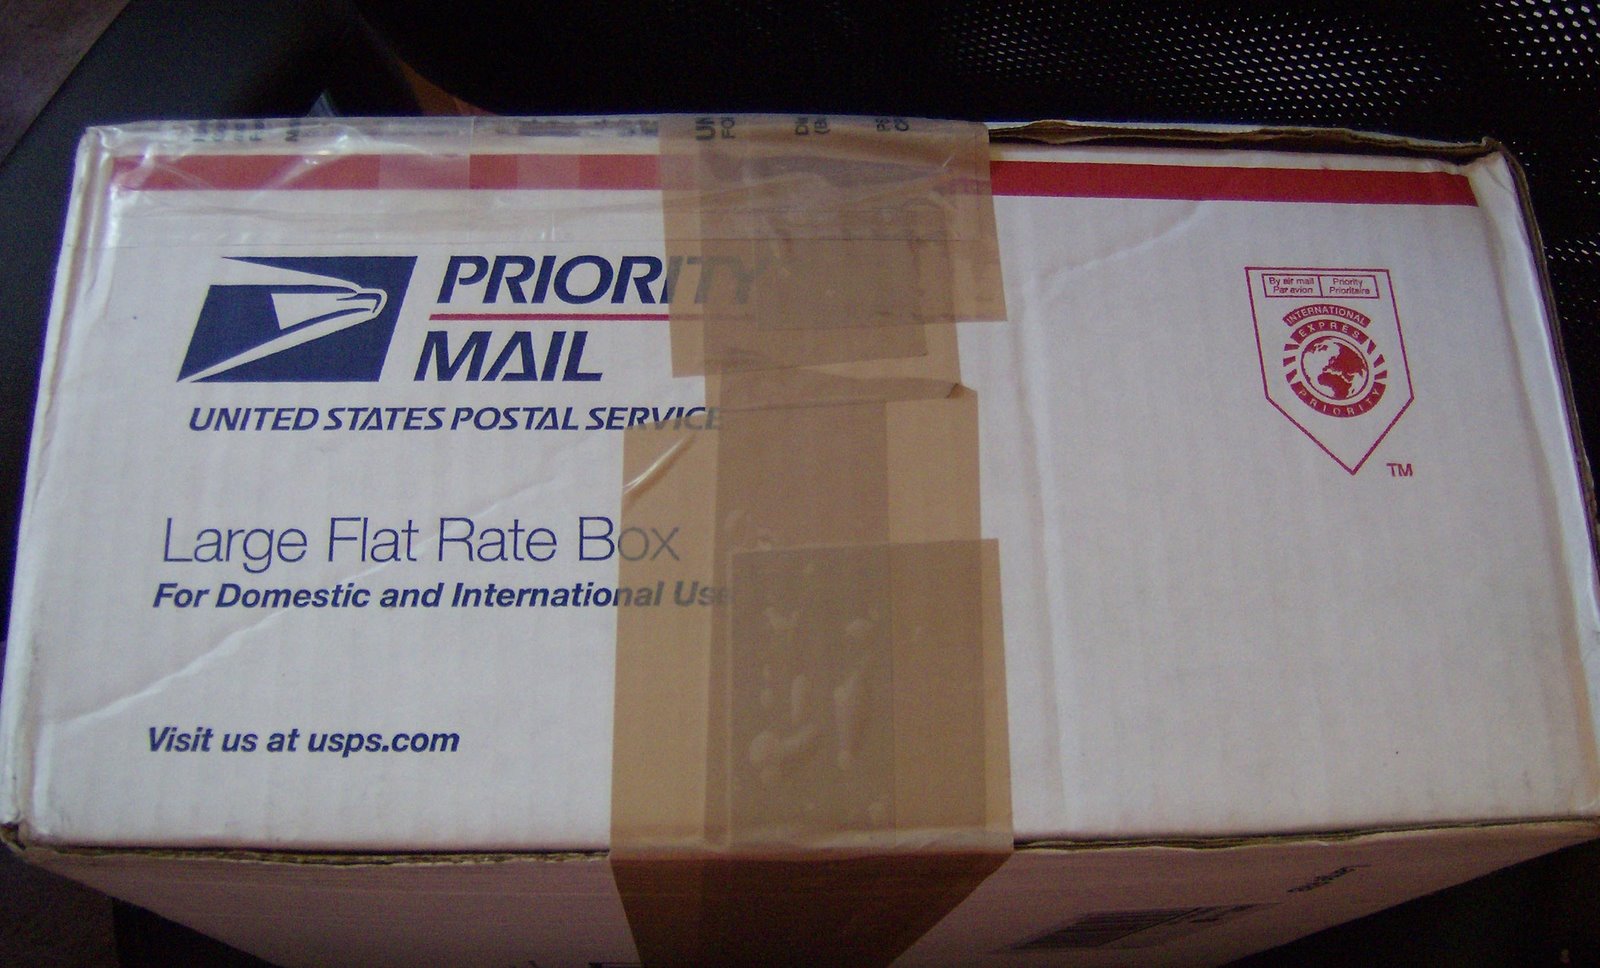 PRIORITY
MAIL
UNITED STATES POSTAL SERVICE
Large Flat Rate Box
For Domestic and International Use
Visit us at usps.com
By air mail
Par avion
Priority
Prioritaire
INTERNATIONAL
EXPRES
PRIORITY
TM